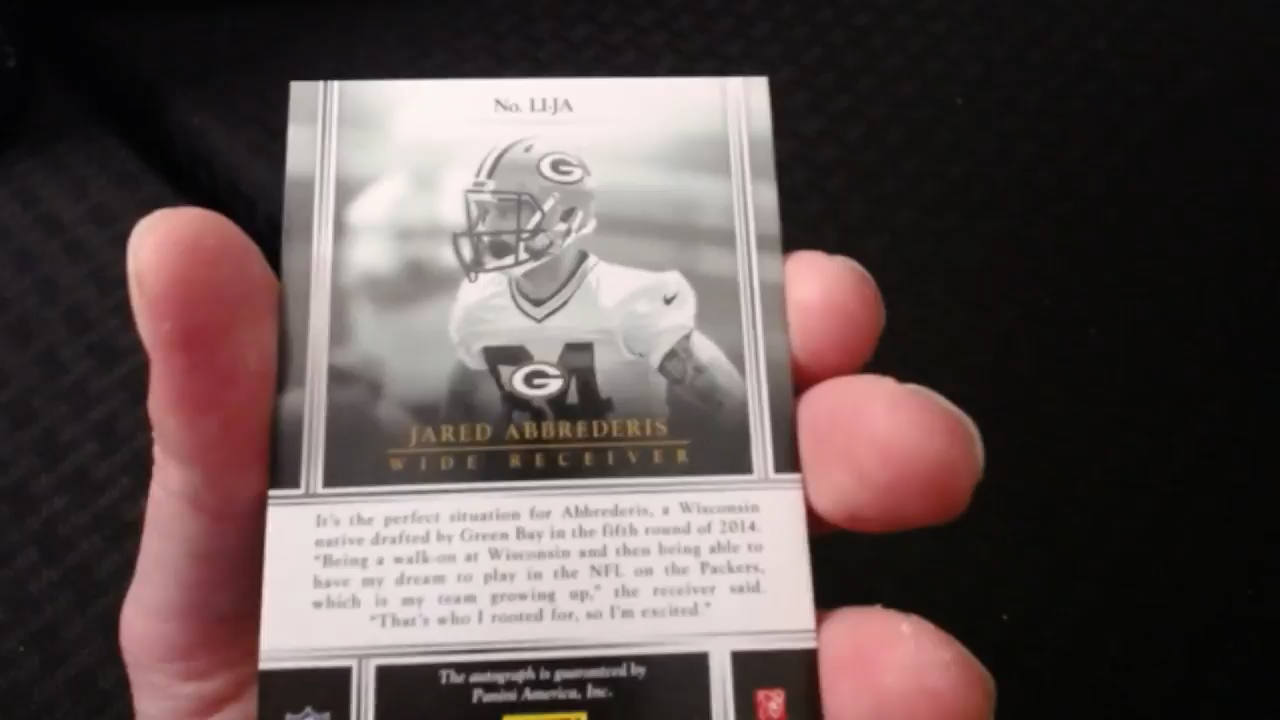 No. LI-JA
G
G
84
JARED ABBREDERIS
WIDE RECEIVER
It's the perfect situation for Abbrederis, a Wisconsin
native drafted by Green Bay in the fifth round of 2014.
"Being a walk-on at Wisconsin and then being able to
have my dream to play in the NFL on the Packers,
which is my team growing up," the receiver said.
"That's who I rooted for, so I'm excited."
The autograph is guaranteed by
Panini America, Inc.